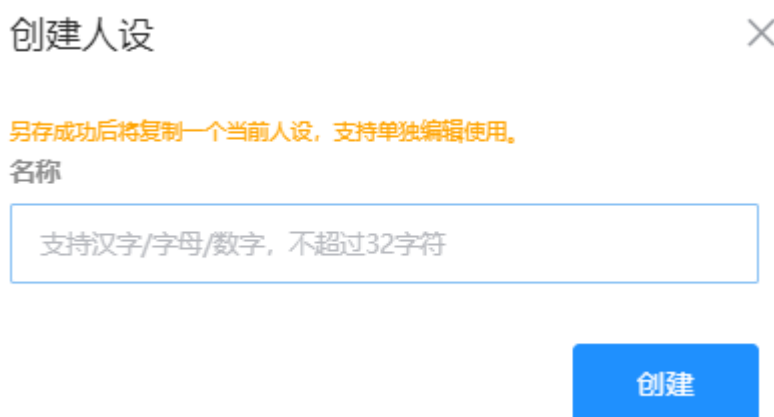 创建人设
另存成功后将复制一个当前人设，支持单独编辑使用。
名称
支持汉字/字母/数字，不超过32字符
创建